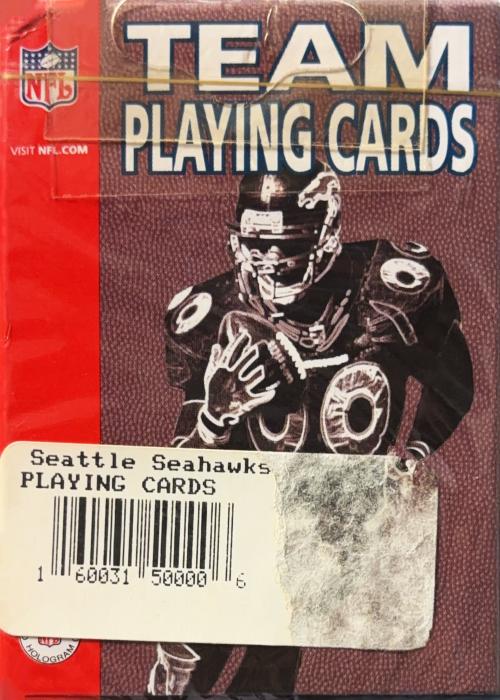 TEAM
NFL
PLAYING CARDS
VISIT NFL.COM
Seattle Seahawks
PLAYING CARDS
1 60031 50000 6
HOLOGRAM